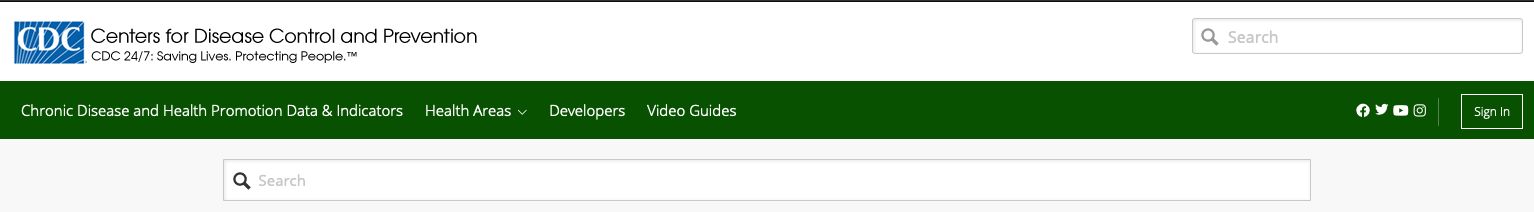 CDC Centers for Disease Control and Prevention
CDC 24/7: Saving Lives. Protecting People.™
Search
Chronic Disease and Health Promotion Data & Indicators Health Areas Developers Video Guides Sign In
Search